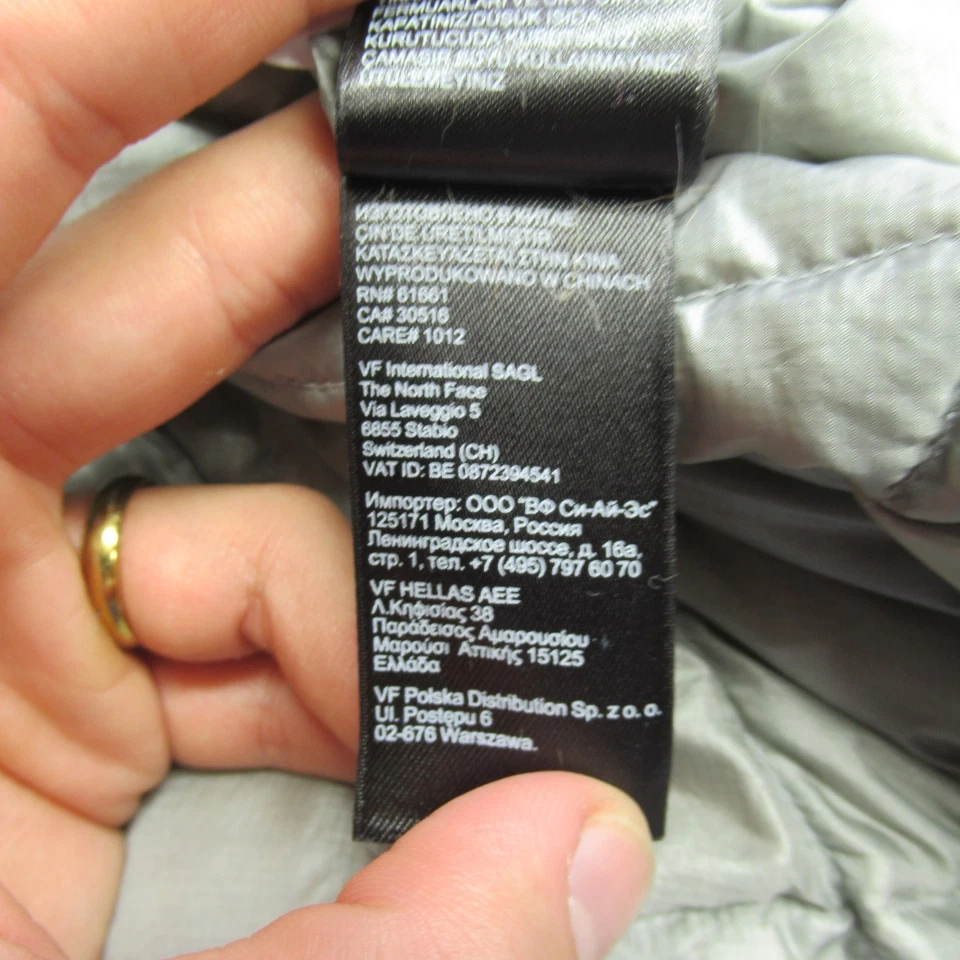 KAPATINIZ/DÜŞÜK ISIDA
ÇAMAŞIR SUYU KULLANMAYINIZ
ÜTÜLEMEYİNİZ
ИЗГОТОВЛЕНО В КИТАЕ
ÇİN'DE ÜRETİLMİŞTİR
ΚΑΤΑΣΚΕΥΑΖΕΤΑΙ ΣΤΗΝ ΚΙΝΑ
WYPRODUKOWANO W CHINACH
RN# 61661
CA# 30516
CARE# 1012
VF International SAGL
The North Face
Via Laveggio 5
6855 Stabio
Switzerland (CH)
VAT ID: BE 0872394541
Импортер: ООО "ВФ Си-Ай-Эс"
125171 Москва, Россия
Ленинградское шоссе, д. 16а,
стр. 1, тел. +7 (495) 797 60 70
VF HELLAS AEE
Λ.Κηφισίας 38
Παράδεισος Αμαρουσίου
Μαρούσι Αττικής 15125
Ελλάδα
VF Polska Distribution Sp. z o. o.
Ul. Postępu 6
02-676 Warszawa.